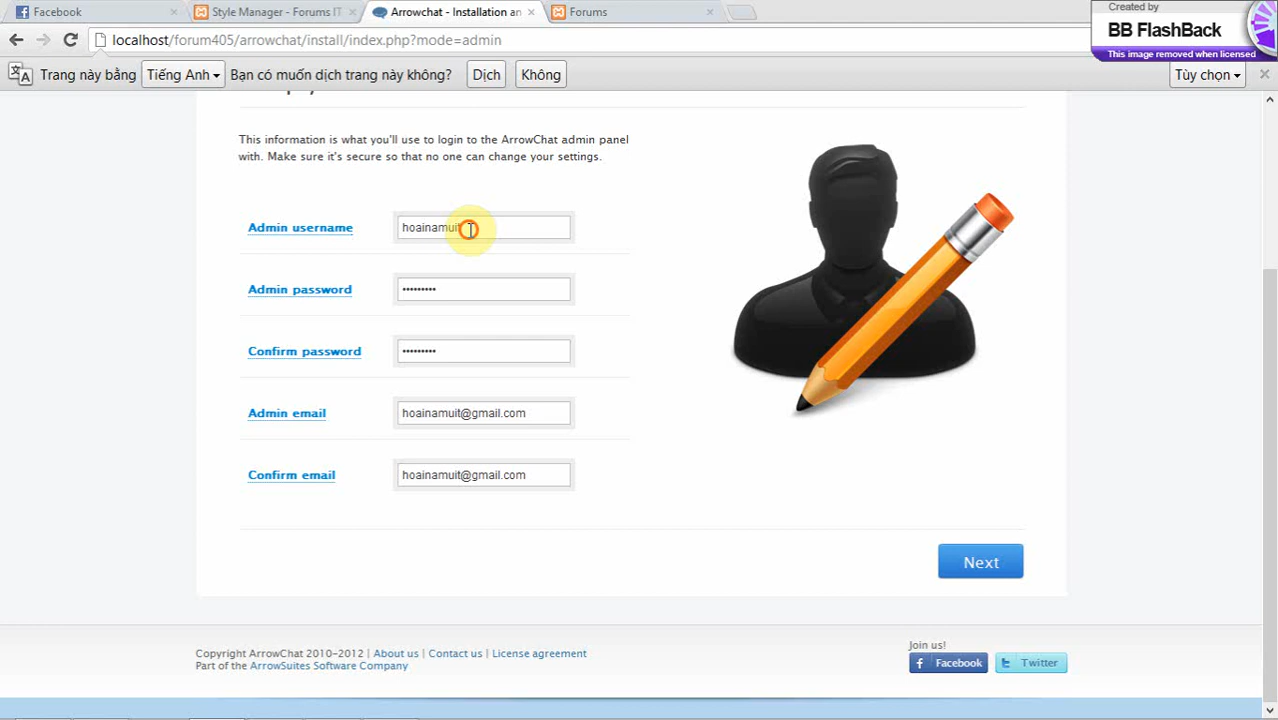 Facebook
Style Manager - Forums IT
Arrowchat - Installation an
Forums
localhost/forum405/arrowchat/install/index.php?mode=admin
Created by
BB FlashBack
This image removed when licensed
Trang này bằng
Tiếng Anh
Bạn có muốn dịch trang này không?
Dịch
Không
Tùy chọn
This information is what you'll use to login to the ArrowChat admin panel
with. Make sure it's secure so that no one can change your settings.
Admin username
hoainamuit
Admin password
•••••••••
Confirm password
•••••••••
Admin email
hoainamuit@gmail.com
Confirm email
hoainamuit@gmail.com
Next
Copyright ArrowChat 2010-2012 | About us | Contact us | License agreement
Part of the ArrowSuites Software Company
Join us!
Facebook
Twitter